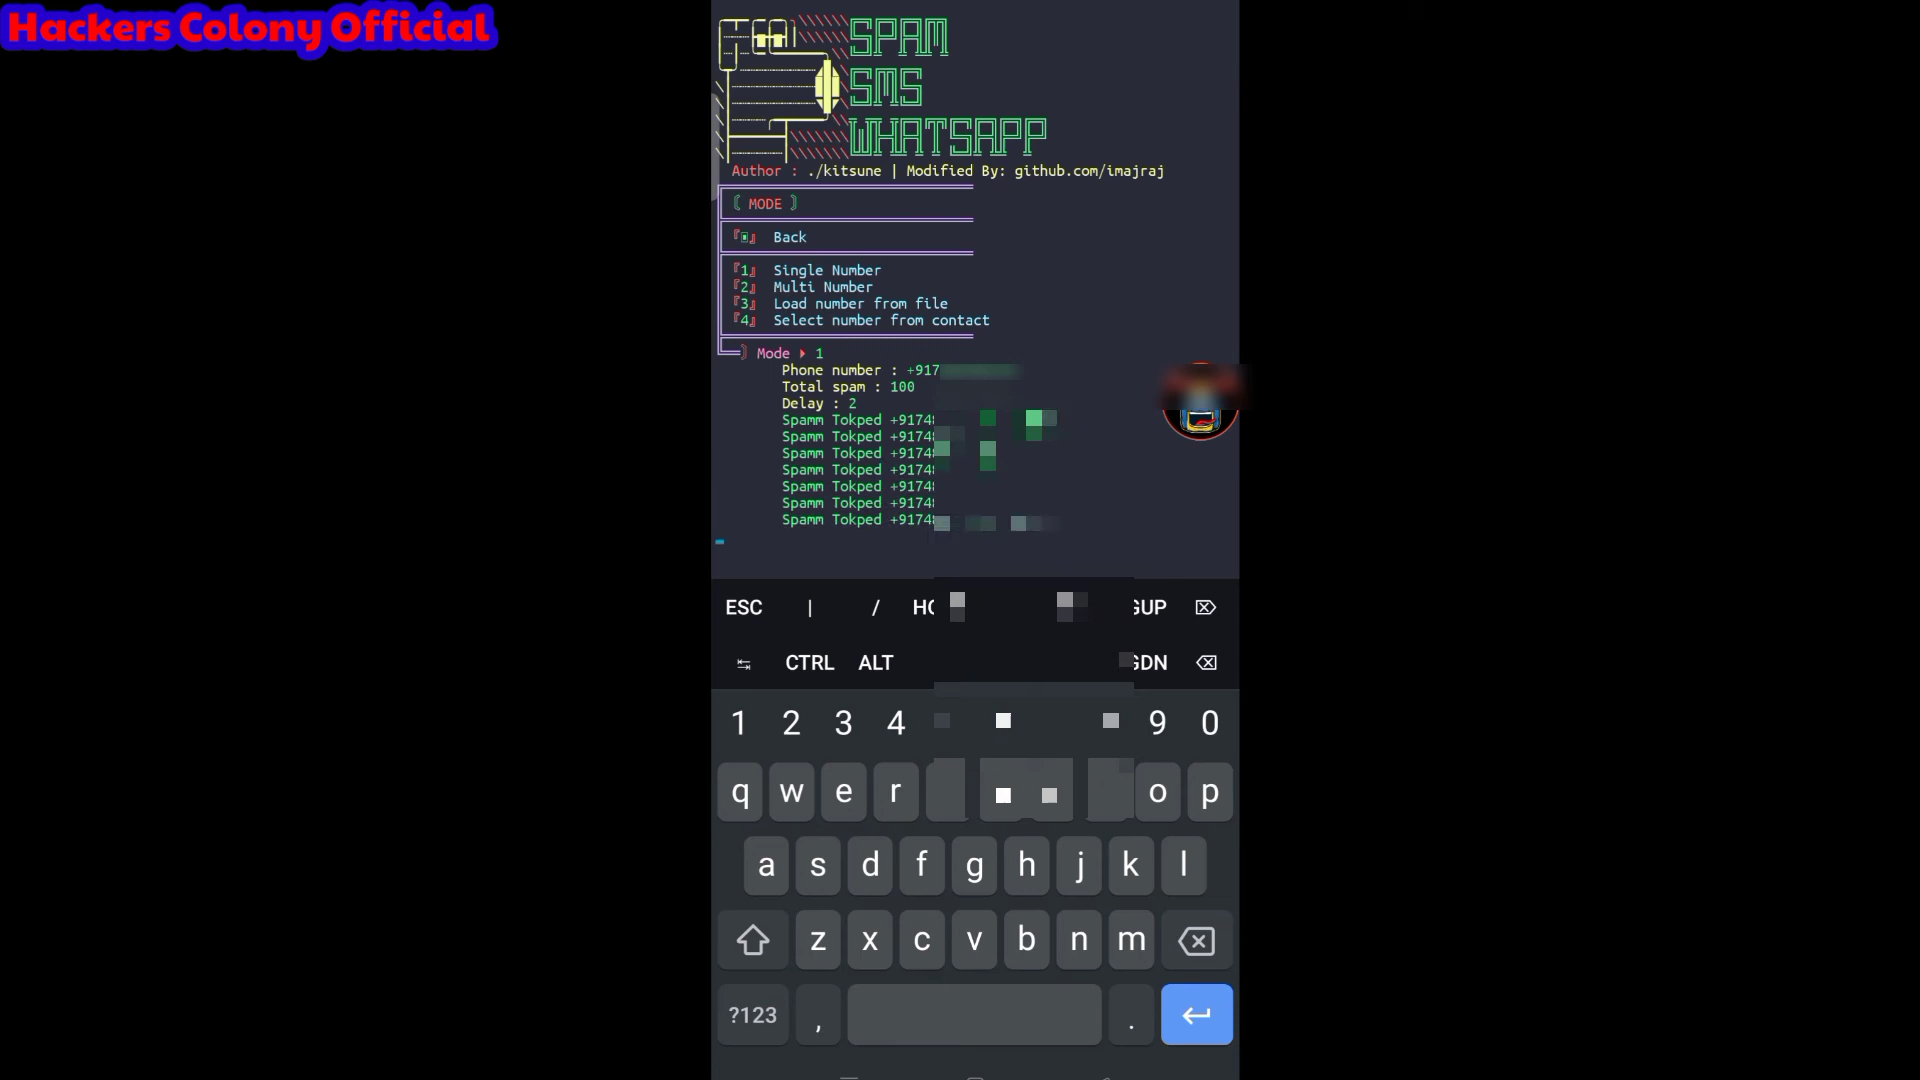 Hackers Colony Official
SPAM
SMS
WHATSAPP
Author : ./kitsune | Modified By: github.com/imajraj
〘 MODE 〙
Back
『1』 Single Number
『2』 Multi Number
『3』 Load number from file
『4』 Select number from contact
Mode ▸ 1
Phone number : +917
Total spam : 100
Delay : 2
Spamm Tokped +9174
Spamm Tokped +9174
Spamm Tokped +9174
Spamm Tokped +9174
Spamm Tokped +9174
Spamm Tokped +9174
Spamm Tokped +9174
ESC | /
CTRL ALT
1 2 3 4 9 0
q w e r o p
a s d f g h j k l
z x c v b n m
?123 , .